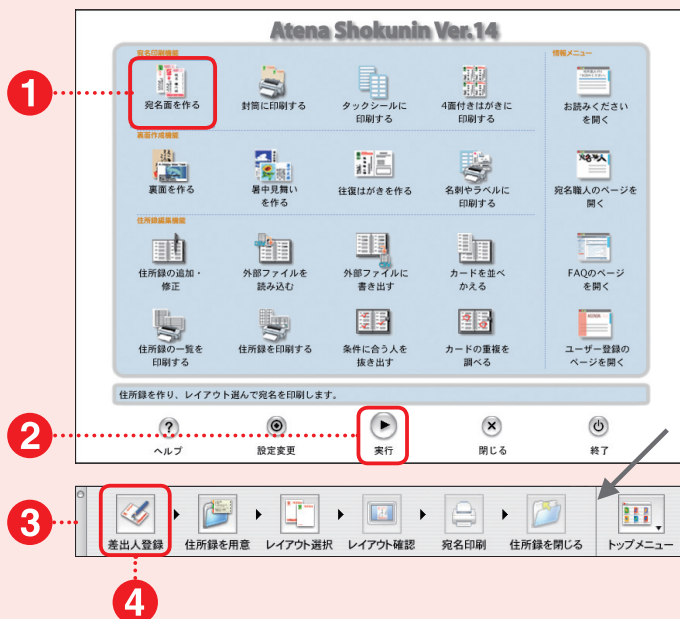 Atena Shokunin Ver.14
宛名印刷機能
情報メニュー
1
宛名面を作る
封筒に印刷する
タックシールに
印刷する
4面付きはがきに
印刷する
お読みください
を開く
裏面作成機能
裏面を作る
暑中見舞い
を作る
往復はがきを作る
名刺やラベルに
印刷する
宛名職人のページを
開く
住所録編集機能
住所録の追加・
修正
外部ファイルを
読み込む
外部ファイルに
書き出す
カードを並べ
かえる
FAQのページ
を開く
住所録の一覧を
印刷する
住所録を印刷する
条件に合う人を
抜き出す
カードの重複を
調べる
ユーザー登録の
ページを開く
住所録を作り、レイアウト選んで宛名を印刷します。
2
ヘルプ
設定変更
実行
閉じる
終了
3
差出人登録
住所録を用意
レイアウト選択
レイアウト確認
宛名印刷
住所録を閉じる
トップメニュー
4